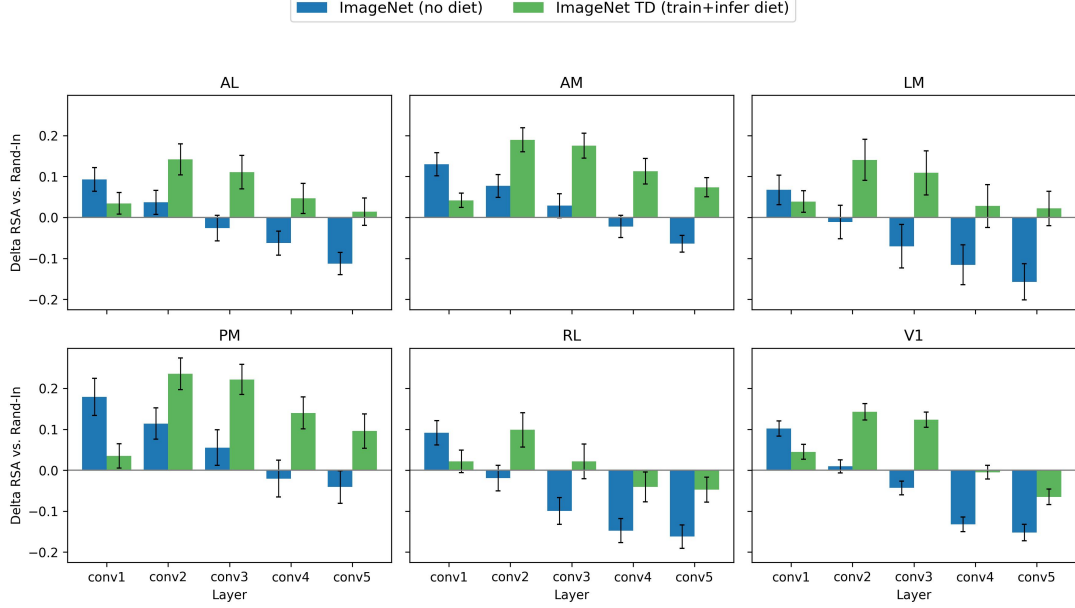 ImageNet (no diet) ImageNet TD (train+infer diet)
AL AM LM
Delta RSA vs. Rand-In
0.2
0.1
0.0
−0.1
−0.2
PM RL V1
Delta RSA vs. Rand-In
0.2
0.1
0.0
−0.1
−0.2
conv1 conv2 conv3 conv4 conv5 conv1 conv2 conv3 conv4 conv5 conv1 conv2 conv3 conv4 conv5
Layer Layer Layer